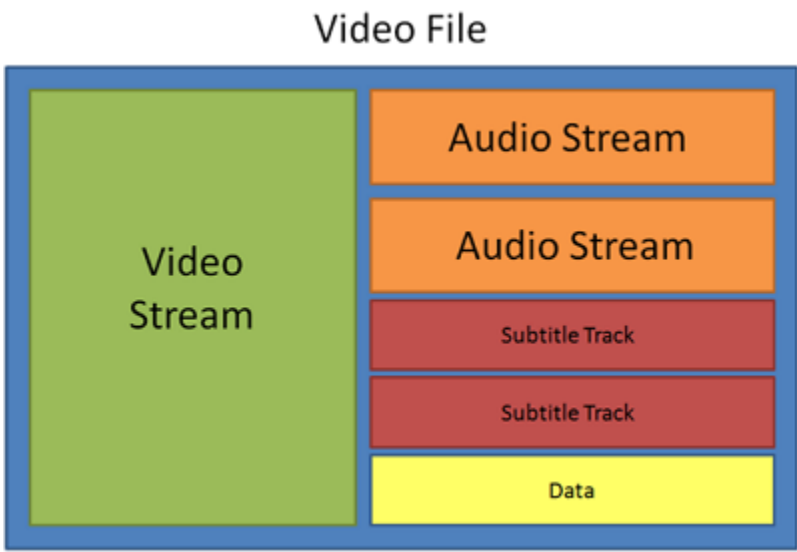 Video File
Video
Stream
Audio Stream
Audio Stream
Subtitle Track
Subtitle Track
Data